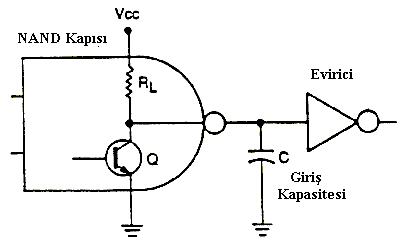 Vcc
NAND Kapısı
RL
Q
Evirici
C
Giriş
Kapasitesi